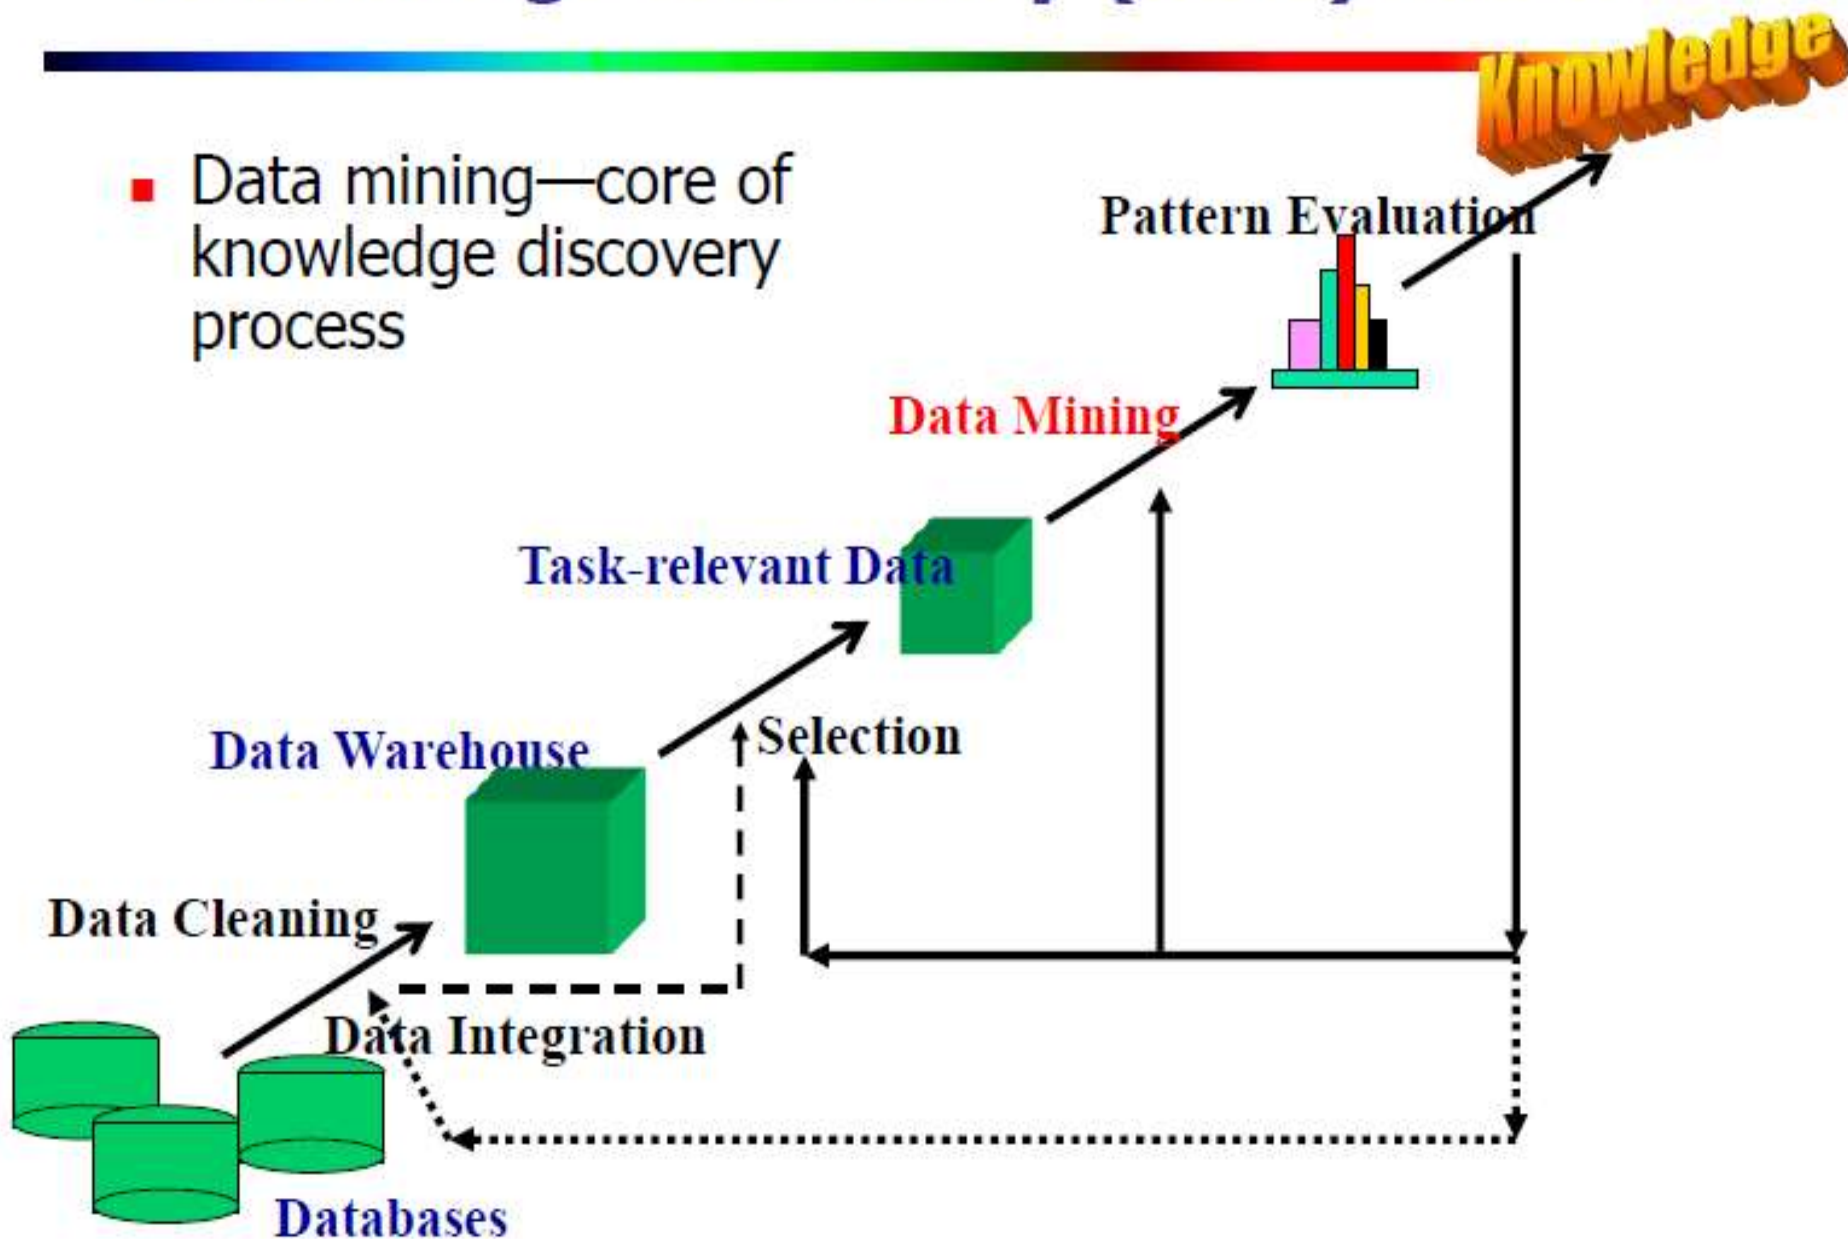 Knowledge
Data mining—core of
knowledge discovery
process
Pattern Evaluation
Data Mining
Task-relevant Data
Selection
Data Warehouse
Data Cleaning
Data Integration
Databases